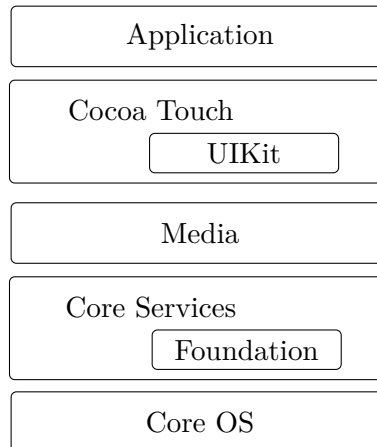 Application
Cocoa Touch
UIKit
Media
Core Services
Foundation
Core OS